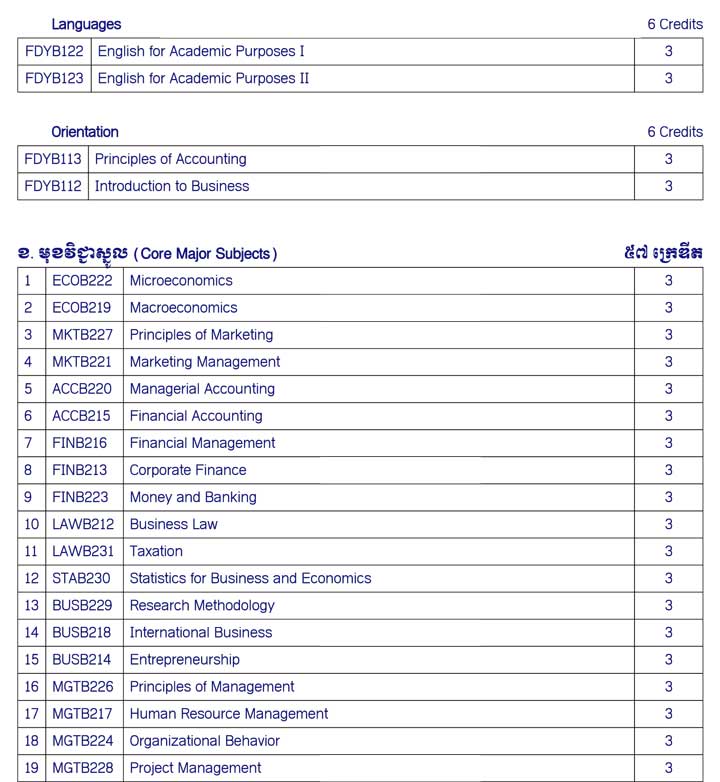 Languages 6 Credits
FDYB122 English for Academic Purposes I 3
FDYB123 English for Academic Purposes II 3
Orientation 6 Credits
FDYB113 Principles of Accounting 3
FDYB112 Introduction to Business 3
ខ. មុខវិជ្ជាស្នូល (Core Major Subjects) ៥៧ ក្រេឌីត
1 ECOB222 Microeconomics 3
2 ECOB219 Macroeconomics 3
3 MKTB227 Principles of Marketing 3
4 MKTB221 Marketing Management 3
5 ACCB220 Managerial Accounting 3
6 ACCB215 Financial Accounting 3
7 FINB216 Financial Management 3
8 FINB213 Corporate Finance 3
9 FINB223 Money and Banking 3
10 LAWB212 Business Law 3
11 LAWB231 Taxation 3
12 STAB230 Statistics for Business and Economics 3
13 BUSB229 Research Methodology 3
14 BUSB218 International Business 3
15 BUSB214 Entrepreneurship 3
16 MGTB226 Principles of Management 3
17 MGTB217 Human Resource Management 3
18 MGTB224 Organizational Behavior 3
19 MGTB228 Project Management 3